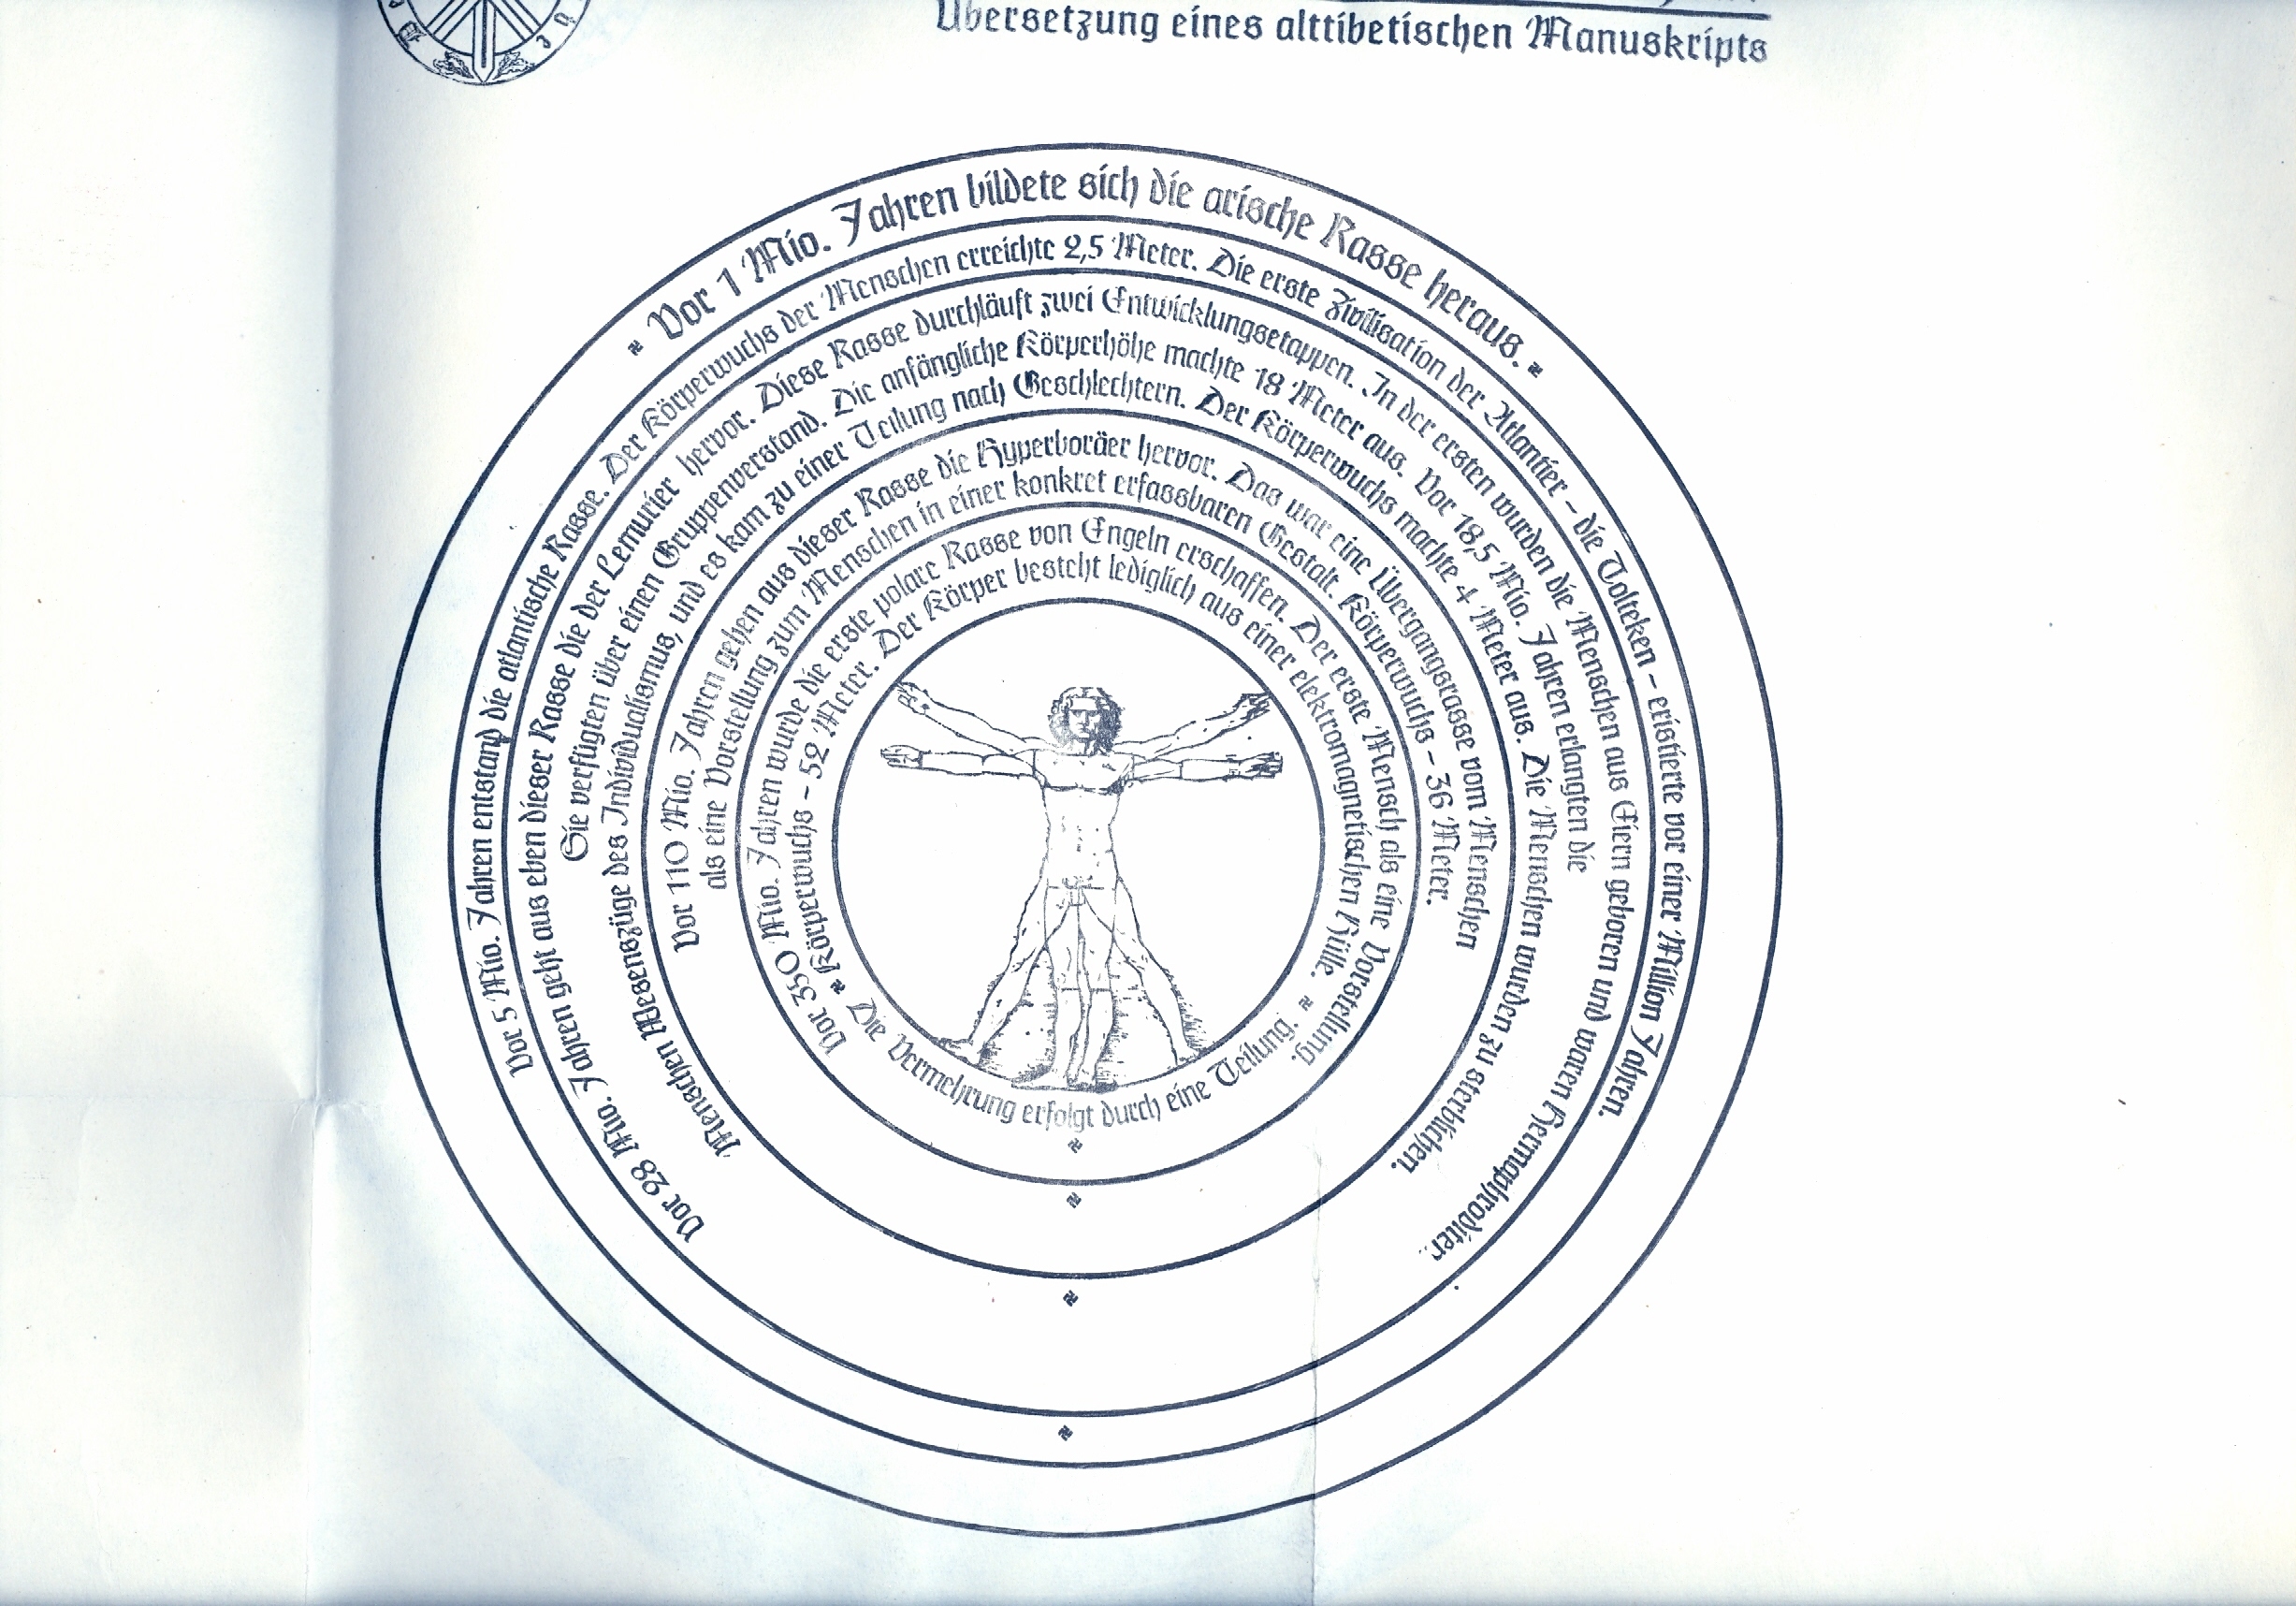 Übersetzung eines alttibetischen Manuskripts
Vor 1 Mio. Jahren bildete sich die arische Rasse heraus.
Vor 5 Mio. Jahren entstand die atlantische Rasse. Der Körperwuchs der Menschen erreichte 2,5 Meter. Die erste Zivilisation der Atlantier – die Tolteken – existierte vor einer Million Jahren.
Vor 28 Mio. Jahren geht aus eben dieser Rasse die der Lemurier hervor. Diese Rasse durchläuft zwei Entwicklungsetappen. In der ersten wurden die Menschen aus Eiern geboren und waren Hermaphroditer.
Sie verfügten über einen Gruppenverstand. Die anfängliche Körperhöhe machte 18 Meter aus. Vor 18,5 Mio. Jahren erlangten die
Menschen Wesenszüge des Individualismus, und es kam zu einer Teilung nach Geschlechtern. Der Körperwuchs machte 4 Meter aus. Die Menschen wurden zu sterblichen.
Vor 110 Mio. Jahren gehen aus dieser Rasse die Hyperboräer hervor. Das war eine Übergangsrasse vom Menschen
als eine Vorstellung zum Menschen in einer konkret erfassbaren Gestalt. Körperwuchs – 36 Meter.
Vor 350 Mio. Jahren wurde die erste polare Rasse von Engeln erschaffen. Der erste Mensch als eine Vorstellung.
Körperwuchs – 52 Meter. Der Körper besteht lediglich aus einer elektromagnetischen Hülle.
Die Vermehrung erfolgt durch eine Teilung.